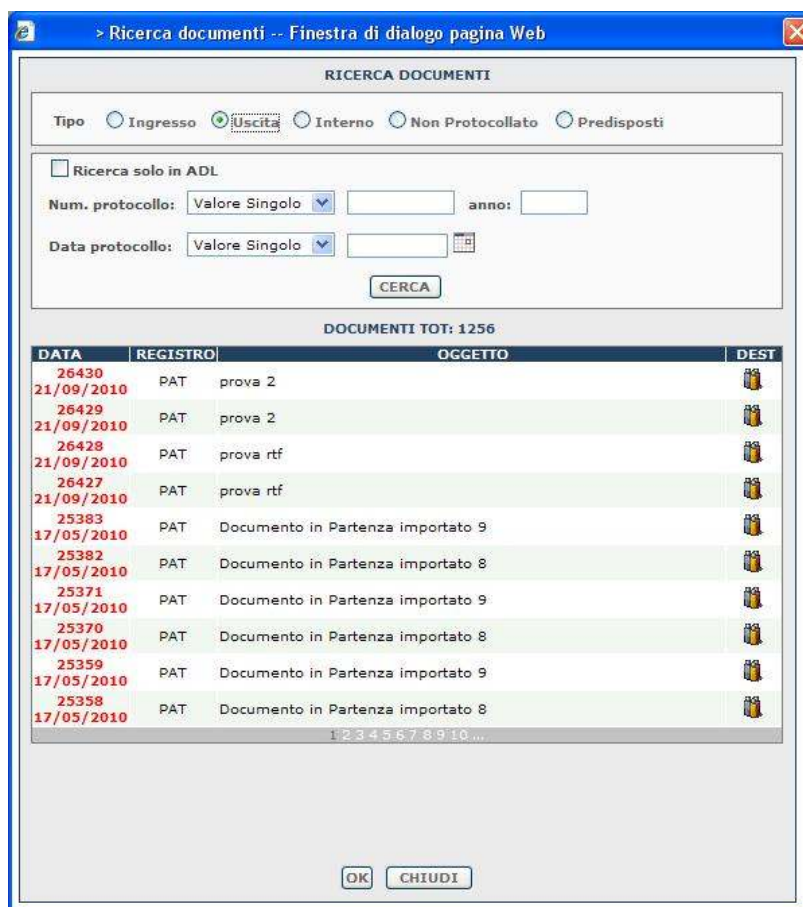 > Ricerca documenti -- Finestra di dialogo pagina Web
RICERCA DOCUMENTI
Tipo Ingresso Uscita Interno Non Protocollato Predisposti
Ricerca solo in ADL
Num. protocollo: Valore Singolo anno:
Data protocollo: Valore Singolo
CERCA
DOCUMENTI TOT: 1256
DATA REGISTRO OGGETTO DEST
26430
21/09/2010 PAT prova 2
26429
21/09/2010 PAT prova 2
26428
21/09/2010 PAT prova rtf
26427
21/09/2010 PAT prova rtf
25383
17/05/2010 PAT Documento in Partenza importato 9
25382
17/05/2010 PAT Documento in Partenza importato 8
25371
17/05/2010 PAT Documento in Partenza importato 9
25370
17/05/2010 PAT Documento in Partenza importato 8
25359
17/05/2010 PAT Documento in Partenza importato 9
25358
17/05/2010 PAT Documento in Partenza importato 8
1 2 3 4 5 6 7 8 9 10 ...
OK CHIUDI